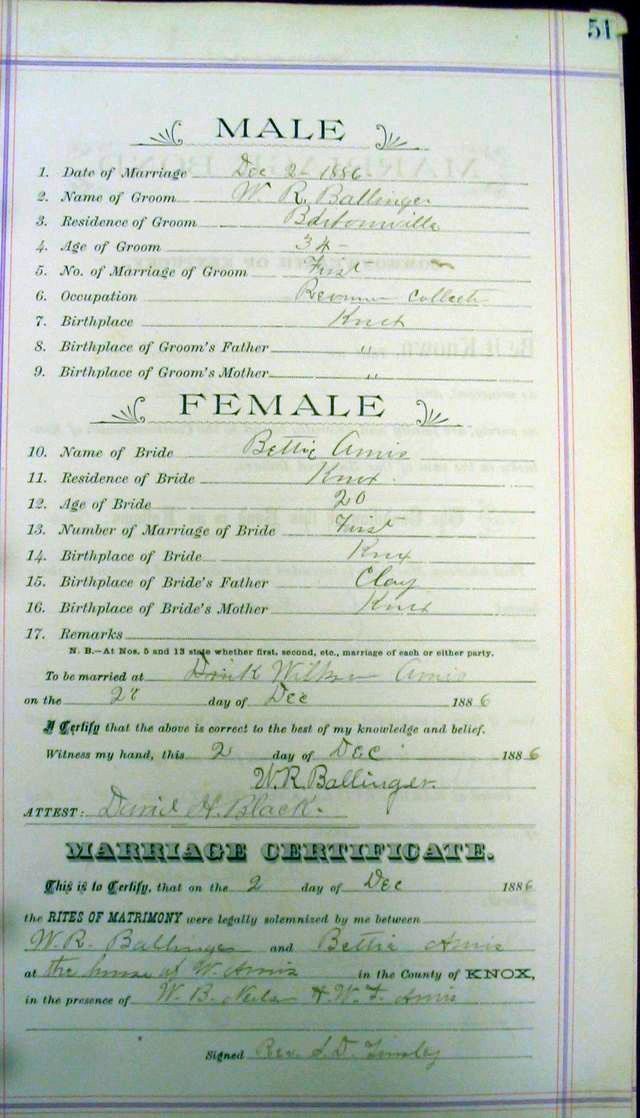 51
MALE
1. Date of Marriage Dec 2 1886
2. Name of Groom W. R. Ballinger
3. Residence of Groom
4. Age of Groom 34
5. No. of Marriage of Groom First
6. Occupation
7. Birthplace Knox
8. Birthplace of Groom's Father "
9. Birthplace of Groom's Mother "
FEMALE
10. Name of Bride Bettie Amis
11. Residence of Bride Knox
12. Age of Bride 20
13. Number of Marriage of Bride First
14. Birthplace of Bride Knox
15. Birthplace of Bride's Father Clay
16. Birthplace of Bride's Mother Knox
17. Remarks
N. B.—At Nos. 5 and 13 state whether first, second, etc., marriage of each or either party.
To be married at Amis
on the day of Dec 1886
I Certify that the above is correct to the best of my knowledge and belief.
Witness my hand, this 2 day of Dec 1886
W. R. Ballinger.
ATTEST: H. Black.
MARRIAGE CERTIFICATE.
This is to Certify, that on the 2 day of Dec 1886
the RITES OF MATRIMONY were legally solemnized by me between
W. R. Ballinger and Bettie Amis
at the house of W. Amis in the County of KNOX,
in the presence of W. B. & W. F. Amis
Signed Rev.